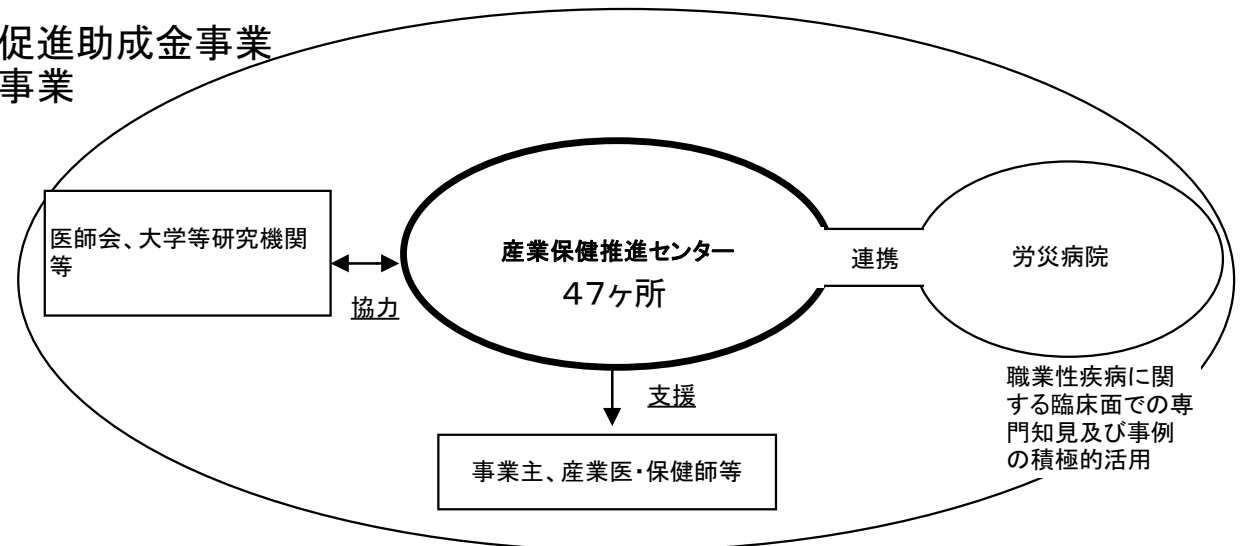 促進助成金事業
事業
医師会、大学等研究機関
等
協力
産業保健推進センター
47ヶ所
連携
労災病院
支援
事業主、産業医・保健師等
職業性疾病に関
する臨床面での専
門知見及び事例
の積極的活用